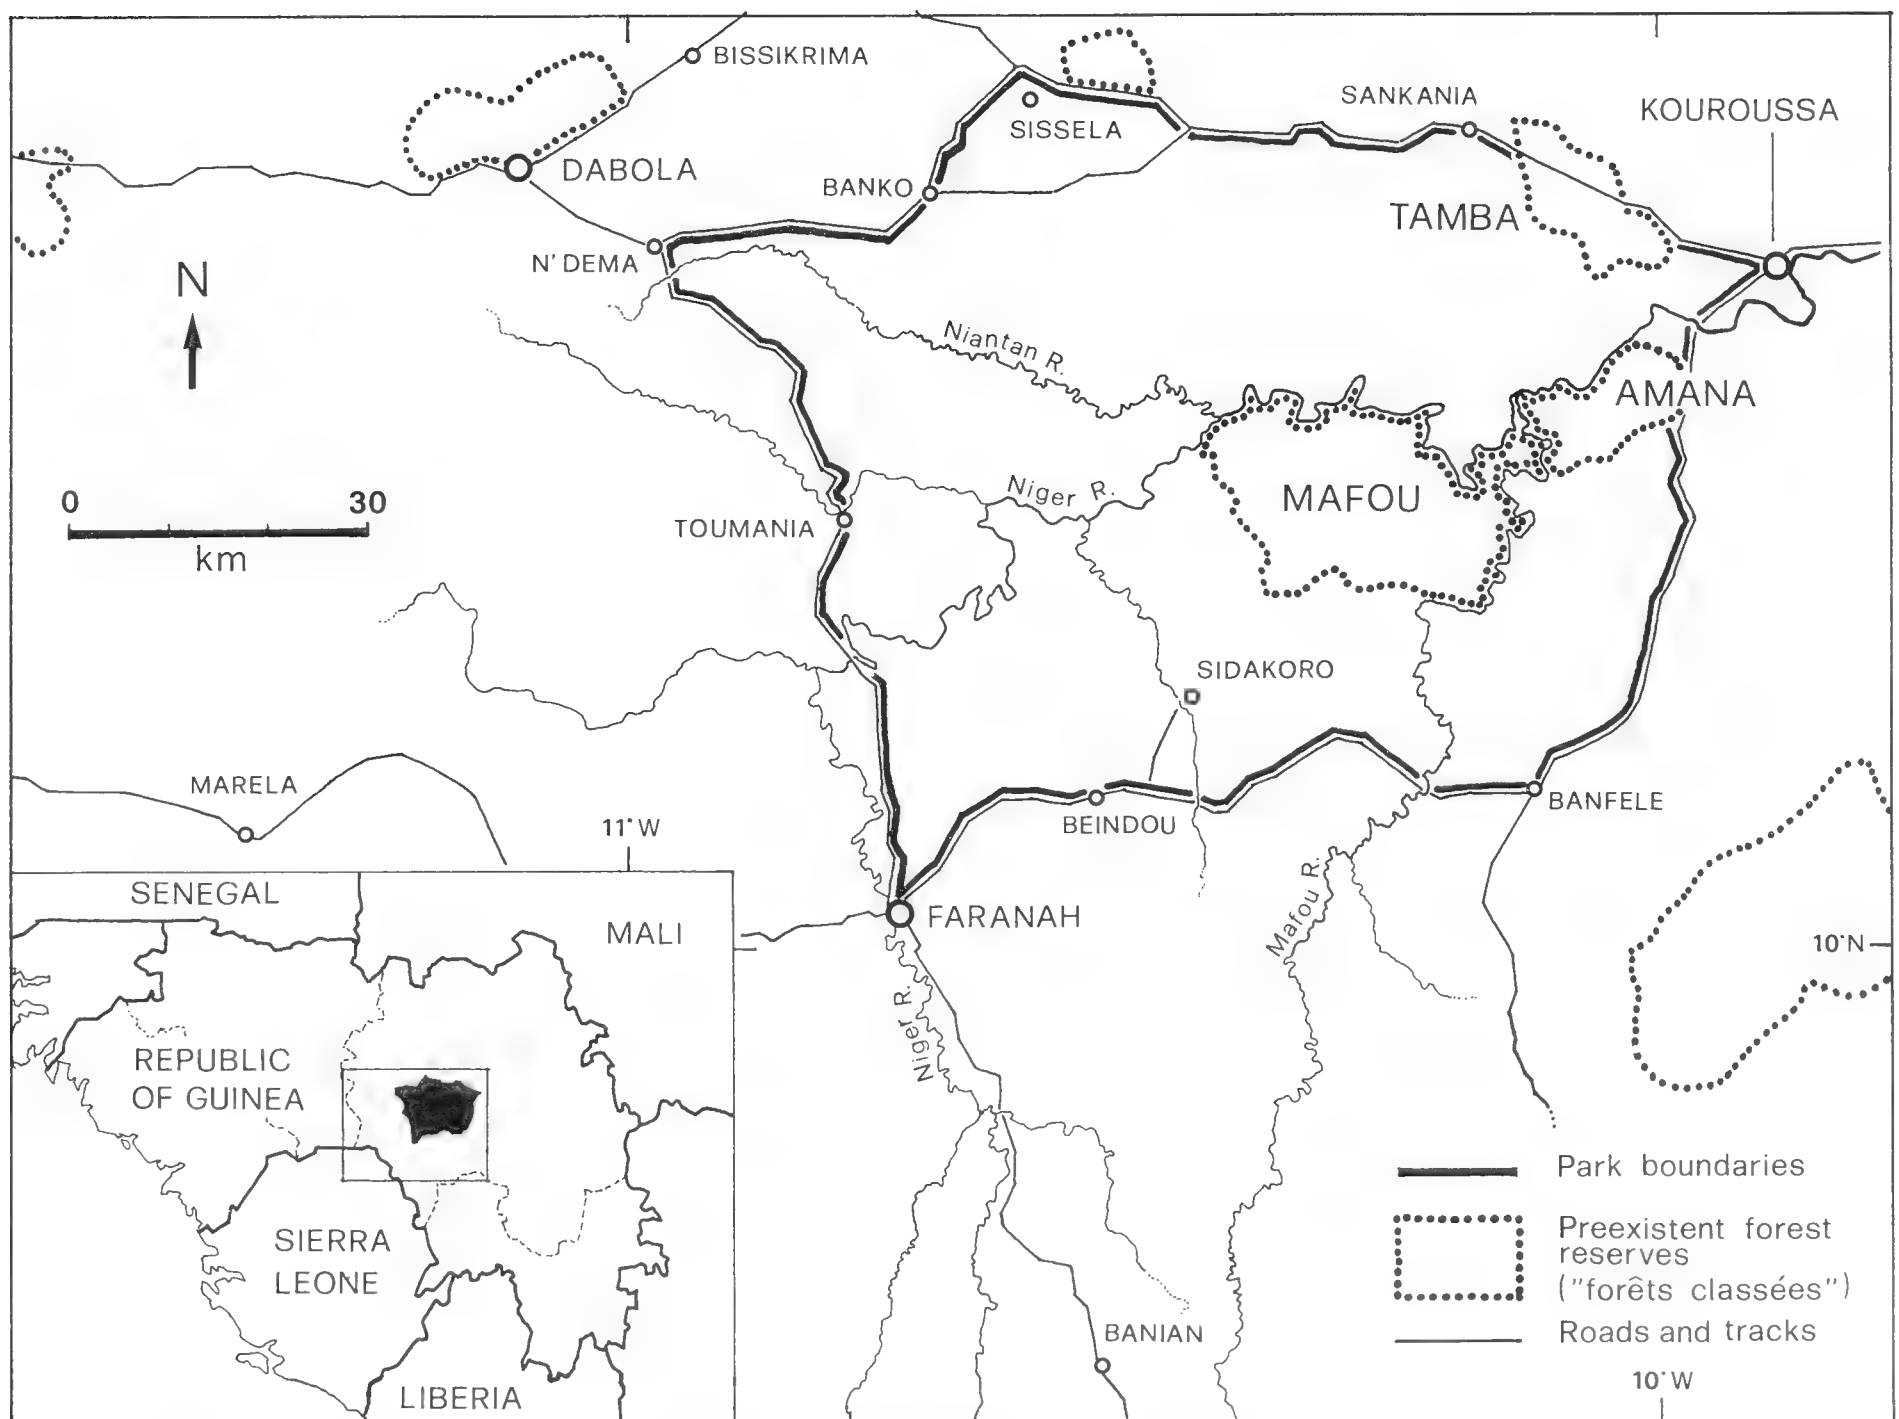 BISSIKRIMA
SANKANIA
KOUROUSSA
SISSELA
DABOLA
BANKO
TAMBA
N'DEMA
N
Niantan R.
AMANA
0 30
km
Niger R.
MAFOU
TOUMANIA
SIDAKORO
MARELA
BANFELE
11°W
BEINDOU
Mafou R.
FARANAH
10°N
Niger R.
SENEGAL
MALI
REPUBLIC
OF GUINEA
SIERRA
LEONE
LIBERIA
BANIAN
Park boundaries
Preexistent forest
reserves
("forêts classées")
Roads and tracks
10°W